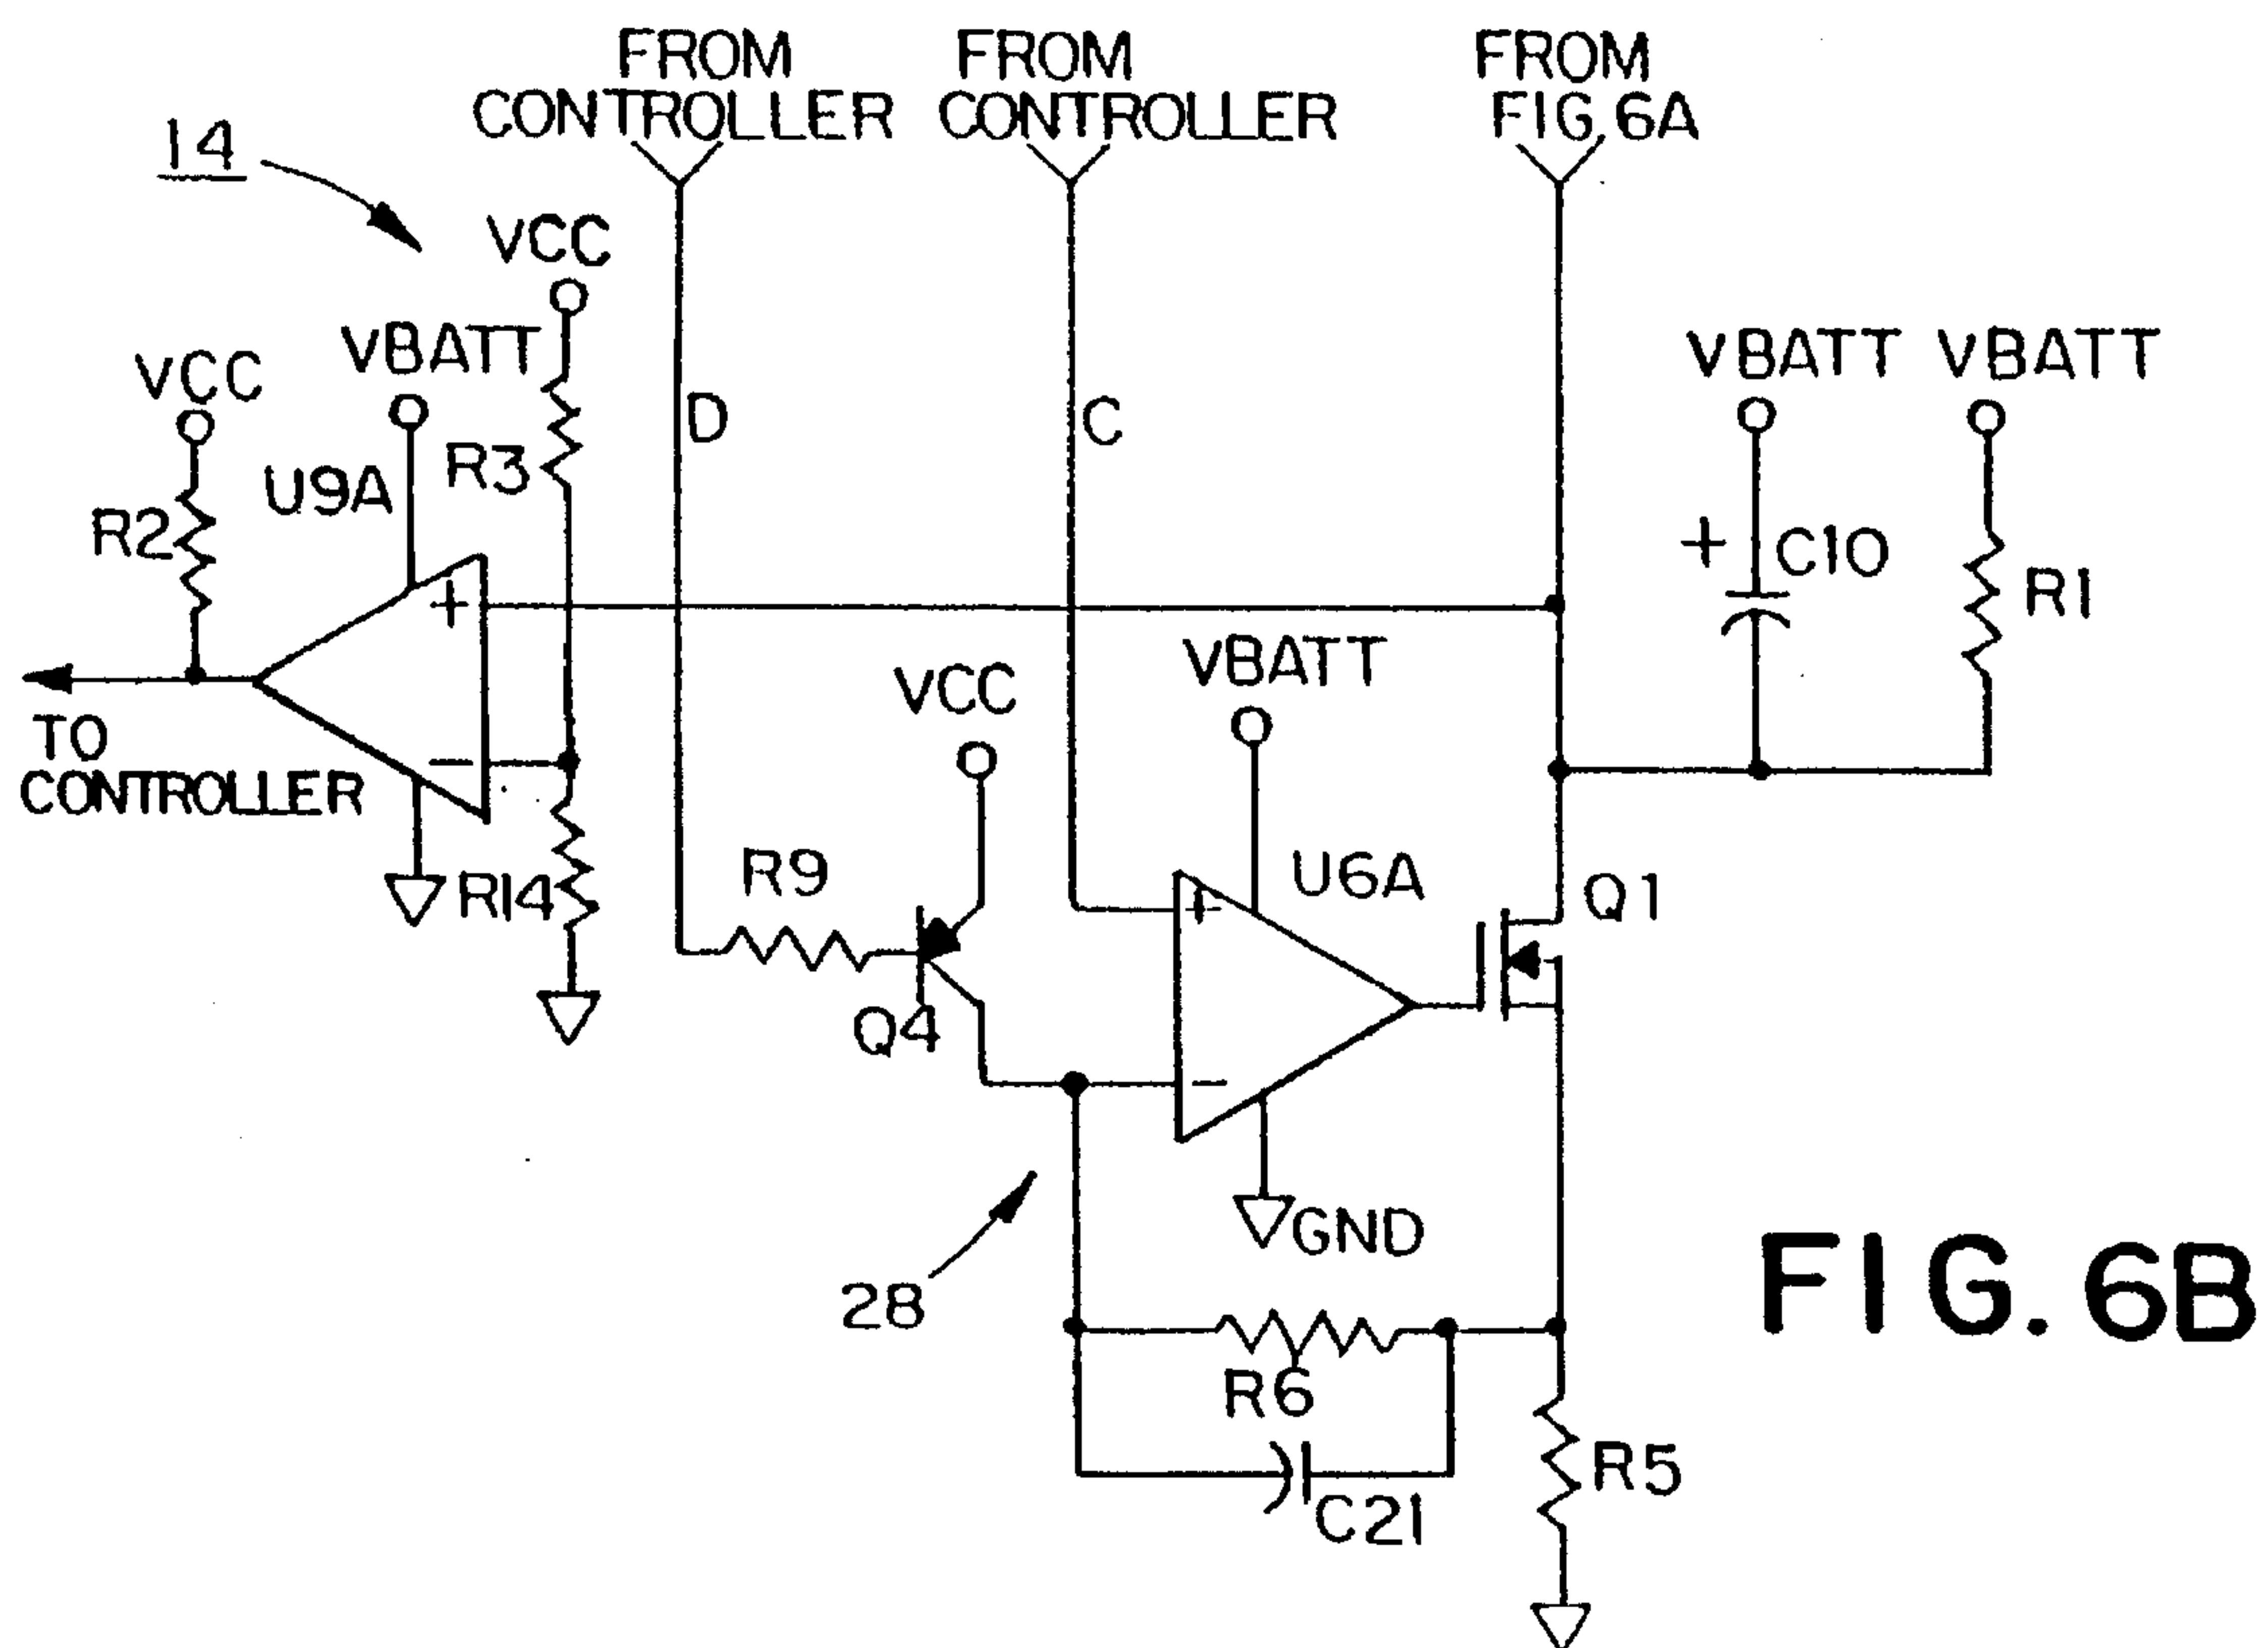 FROM
CONTROLLER
FROM
CONTROLLER
FROM
FIG. 6A
14
VCC
VBATT
VCC
VBATT
VBATT
D
C
R3
U9A
R2
+
C10
R1
+
VBATT
VCC
TO
CONTROLLER
−
R9
U6A
Q1
R14
+
Q4
−
28
GND
FIG. 6B
R6
R5
C21